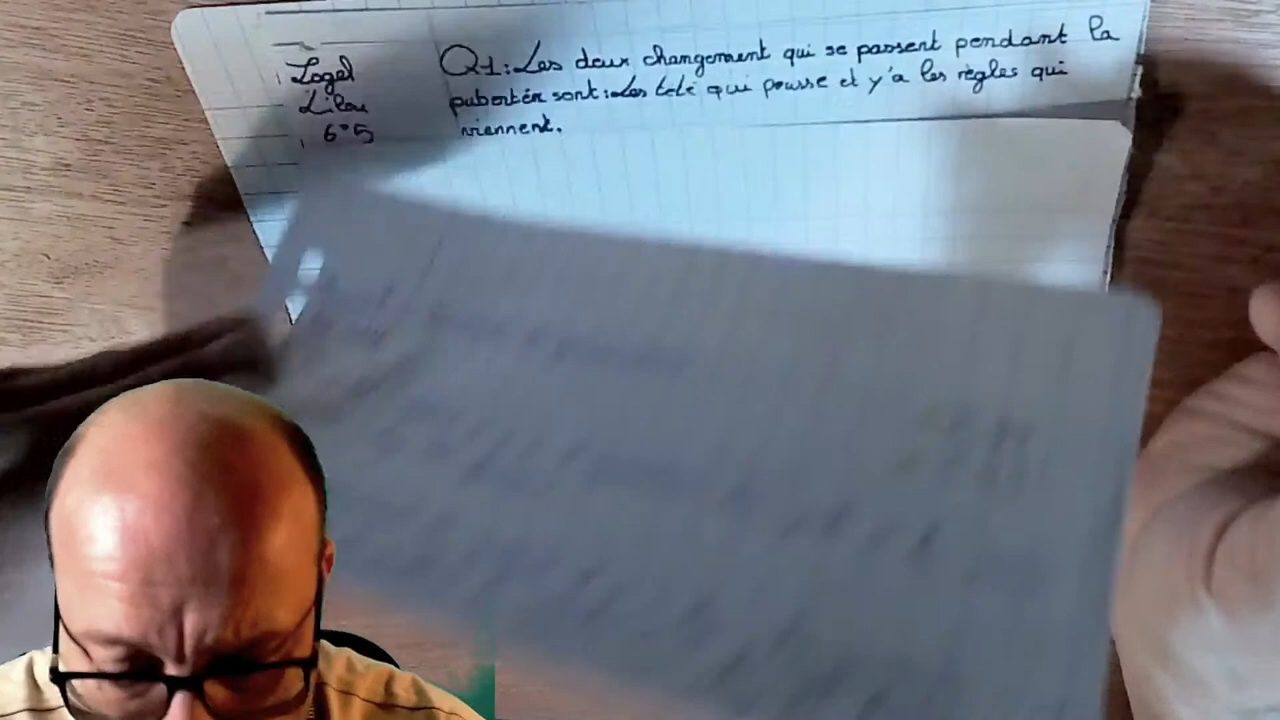 Logel
Lilou
6°5
Q1: Les deux changement qui se passent pendant la
pubertér sont : Les tété qui pousse et y'a les règles qui
viennent.